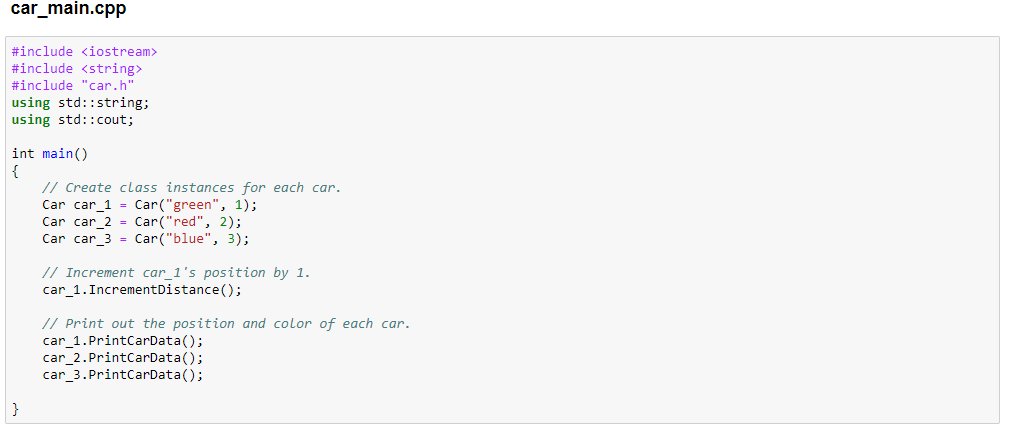 car_main.cpp
#include <iostream>
#include <string>
#include "car.h"
using std::string;
using std::cout;
int main()
{
// Create class instances for each car.
Car car_1 = Car("green", 1);
Car car_2 = Car("red", 2);
Car car_3 = Car("blue", 3);
// Increment car_1's position by 1.
car_1.IncrementDistance();
// Print out the position and color of each car.
car_1.PrintCarData();
car_2.PrintCarData();
car_3.PrintCarData();
}